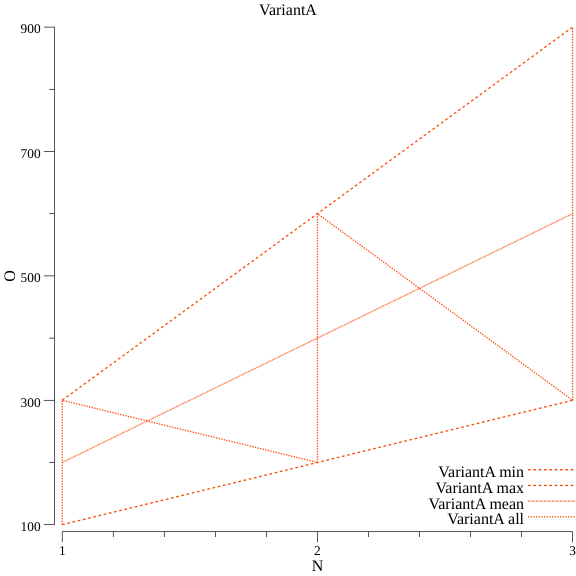 VariantA
900
700
500
300
100
O
1
2
3
N
VariantA min
VariantA max
VariantA mean
VariantA all